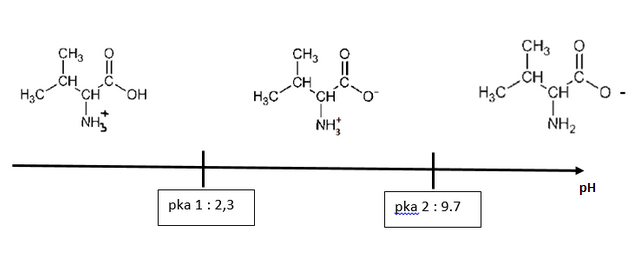 CH₃ O
H₃C CH CH C OH
NH₃⁺
CH₃ O
H₃C CH CH C O⁻
NH₃⁺
CH₃ O
H₃C CH CH C O -
NH₂
pH
pka 1 : 2,3
pka 2 : 9.7